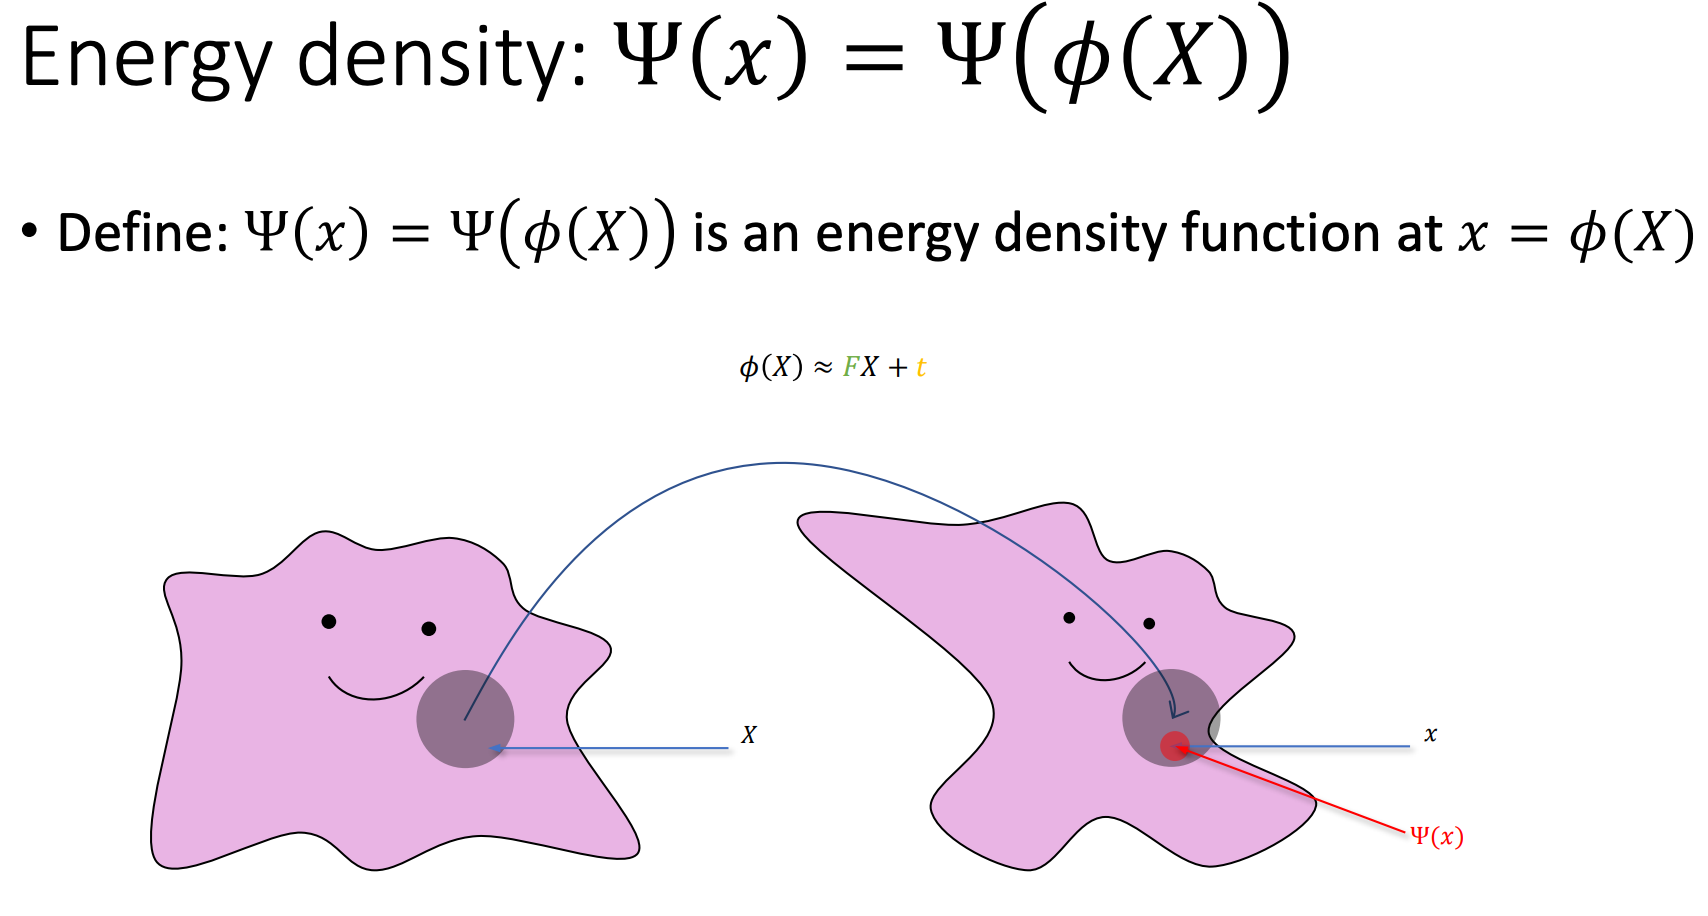 Energy density: Ψ(x) = Ψ(ϕ(X))
• Define: Ψ(x) = Ψ(ϕ(X)) is an energy density function at x = ϕ(X)
ϕ(X) ≈ FX + t
X
x
Ψ(x)